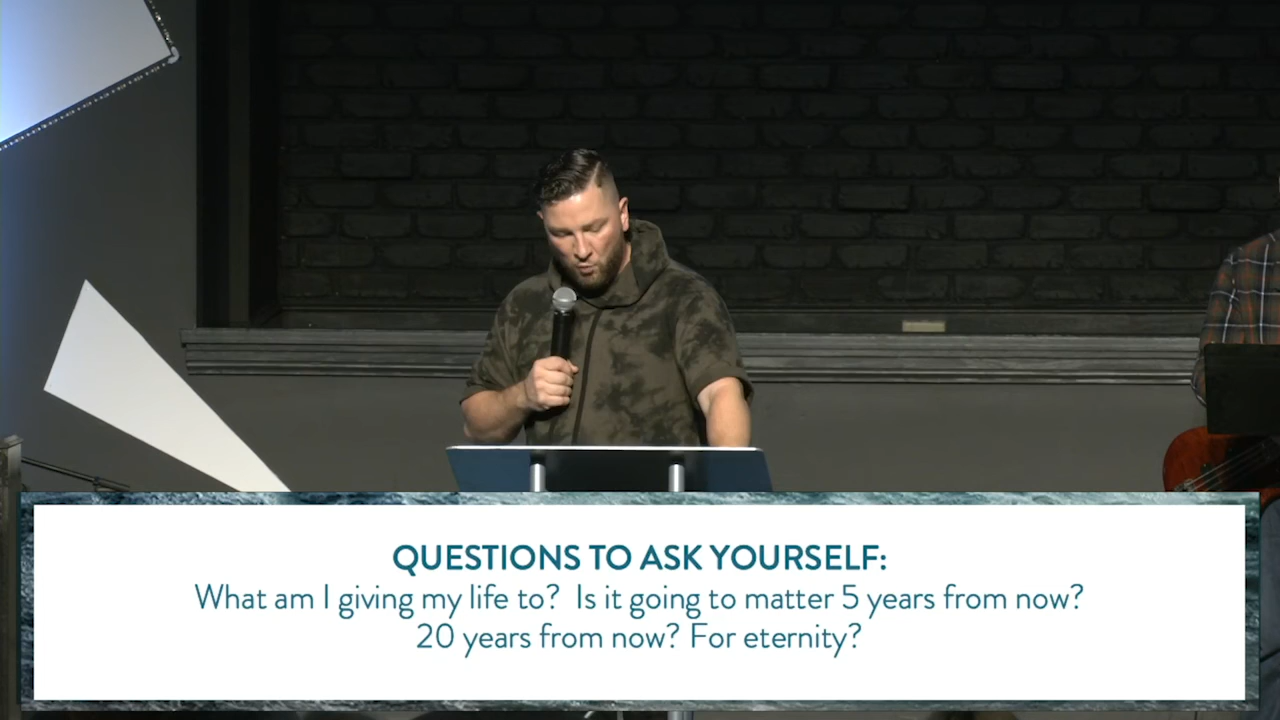 QUESTIONS TO ASK YOURSELF:
What am I giving my life to?  Is it going to matter 5 years from now?
20 years from now? For eternity?